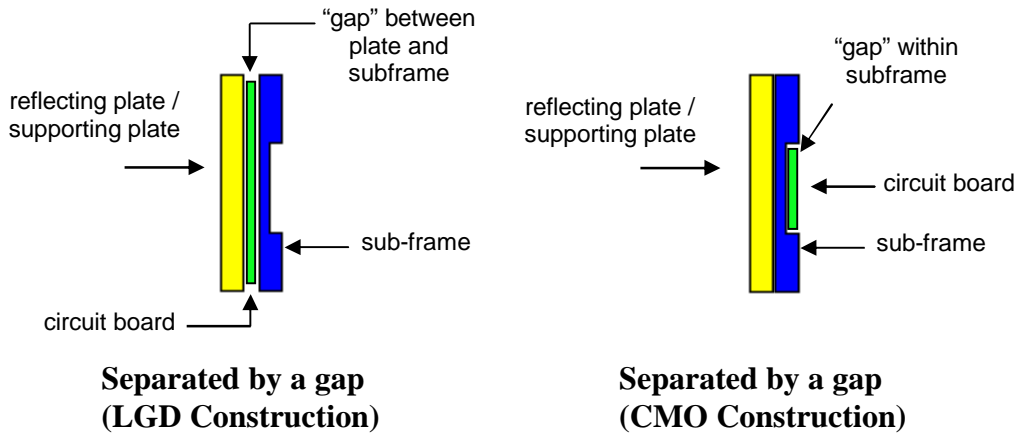 “gap” between
plate and
subframe
reflecting plate /
supporting plate
sub-frame
circuit board
Separated by a gap
(LGD Construction)
“gap” within
subframe
reflecting plate /
supporting plate
circuit board
sub-frame
Separated by a gap
(CMO Construction)